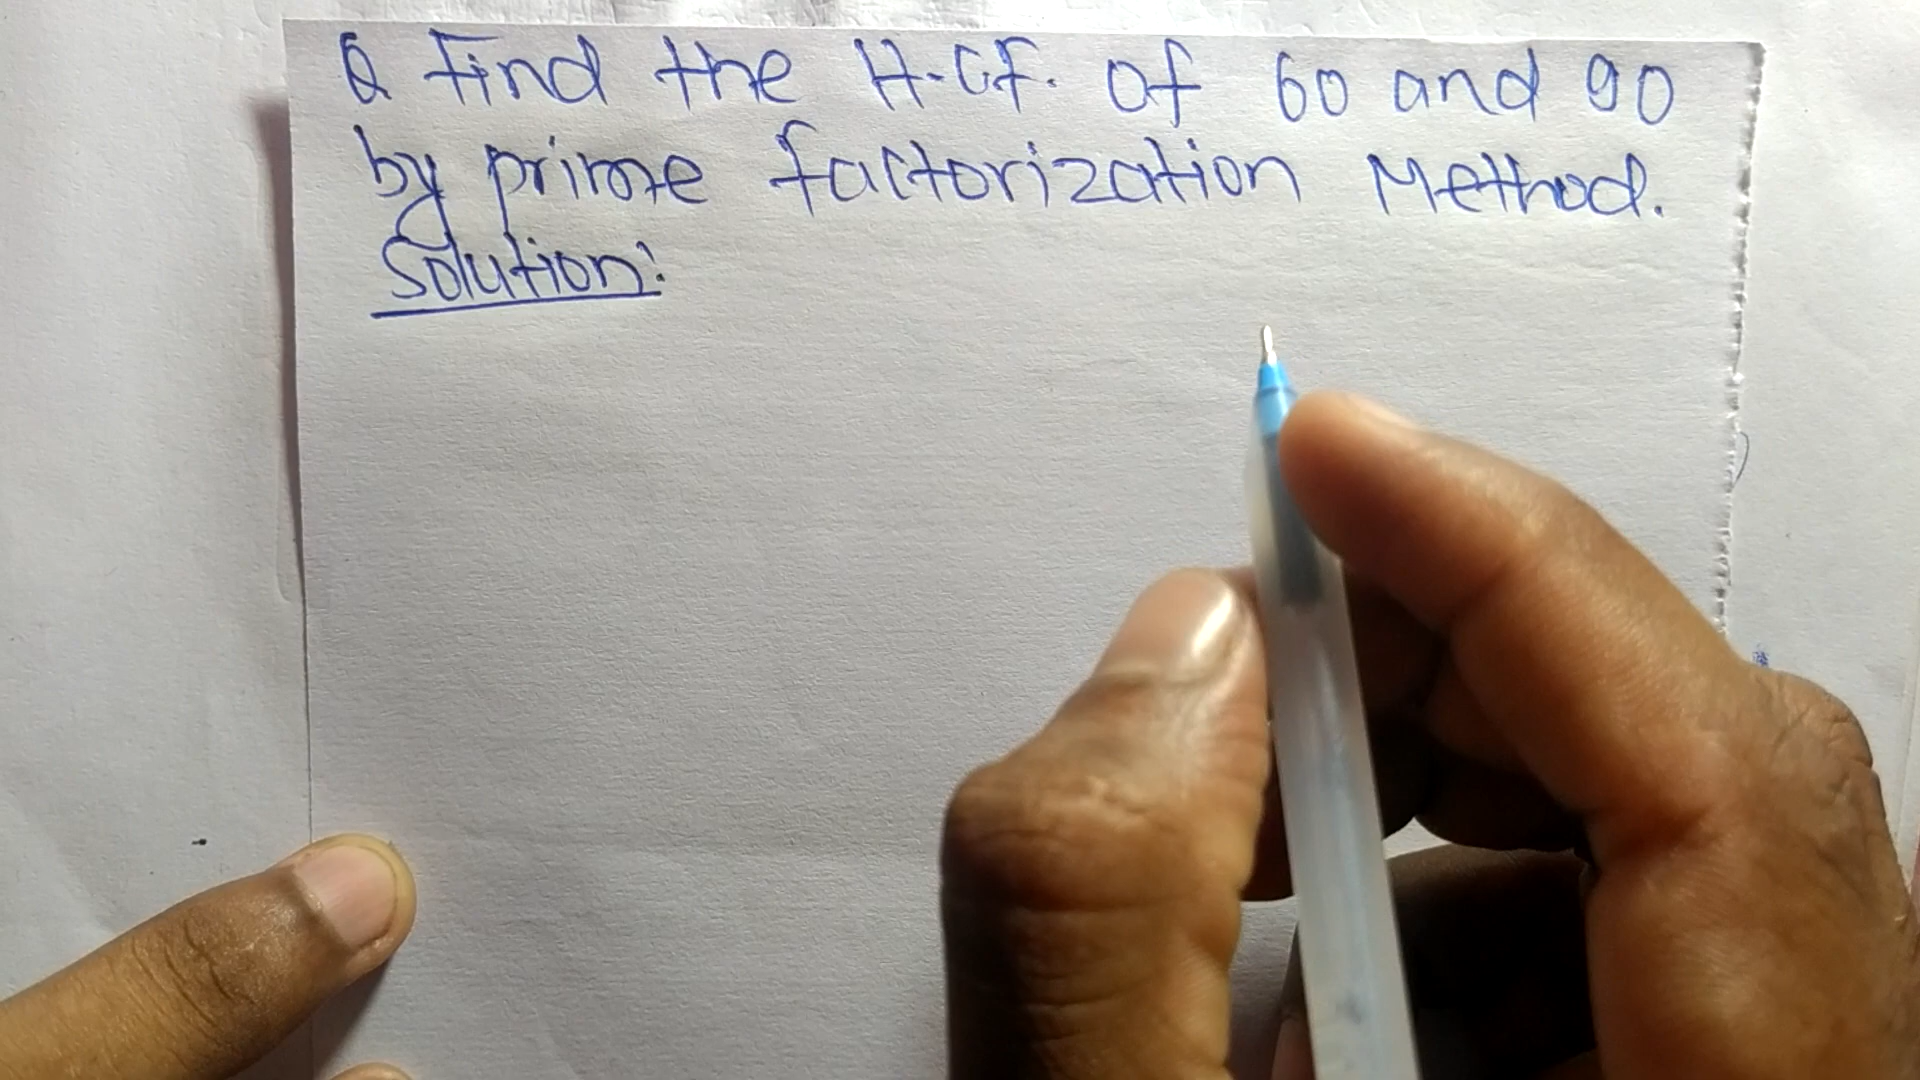 Q Find the H.C.F. Of 60 and 90
by prime factorization Method.
Solution: